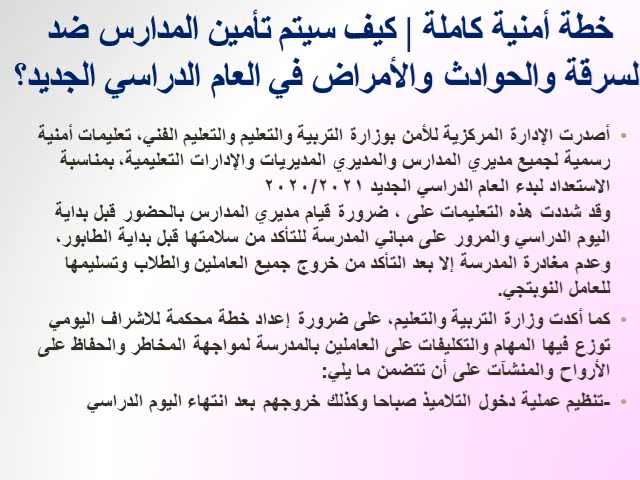 خطة أمنية كاملة | كيف سيتم تأمين المدارس ضد
لسرقة والحوادث والأمراض في العام الدراسي الجديد؟
• أصدرت الإدارة المركزية للأمن بوزارة التربية والتعليم والتعليم الفني، تعليمات أمنية
رسمية لجميع مديري المدارس والمديري المديريات والإدارات التعليمية، بمناسبة
الاستعداد لبدء العام الدراسي الجديد ٢٠٢٠/٢٠٢١
وقد شددت هذه التعليمات على ، ضرورة قيام مديري المدارس بالحضور قبل بداية
اليوم الدراسي والمرور على مباني المدرسة للتأكد من سلامتها قبل بداية الطابور،
وعدم مغادرة المدرسة إلا بعد التأكد من خروج جميع العاملين والطلاب وتسليمها
للعامل النوبتجي.
• كما أكدت وزارة التربية والتعليم، على ضرورة إعداد خطة محكمة للاشراف اليومي
توزع فيها المهام والتكليفات على العاملين بالمدرسة لمواجهة المخاطر والحفاظ على
الأرواح والمنشآت على أن تتضمن ما يلي:
• -تنظيم عملية دخول التلاميذ صباحا وكذلك خروجهم بعد انتهاء اليوم الدراسي